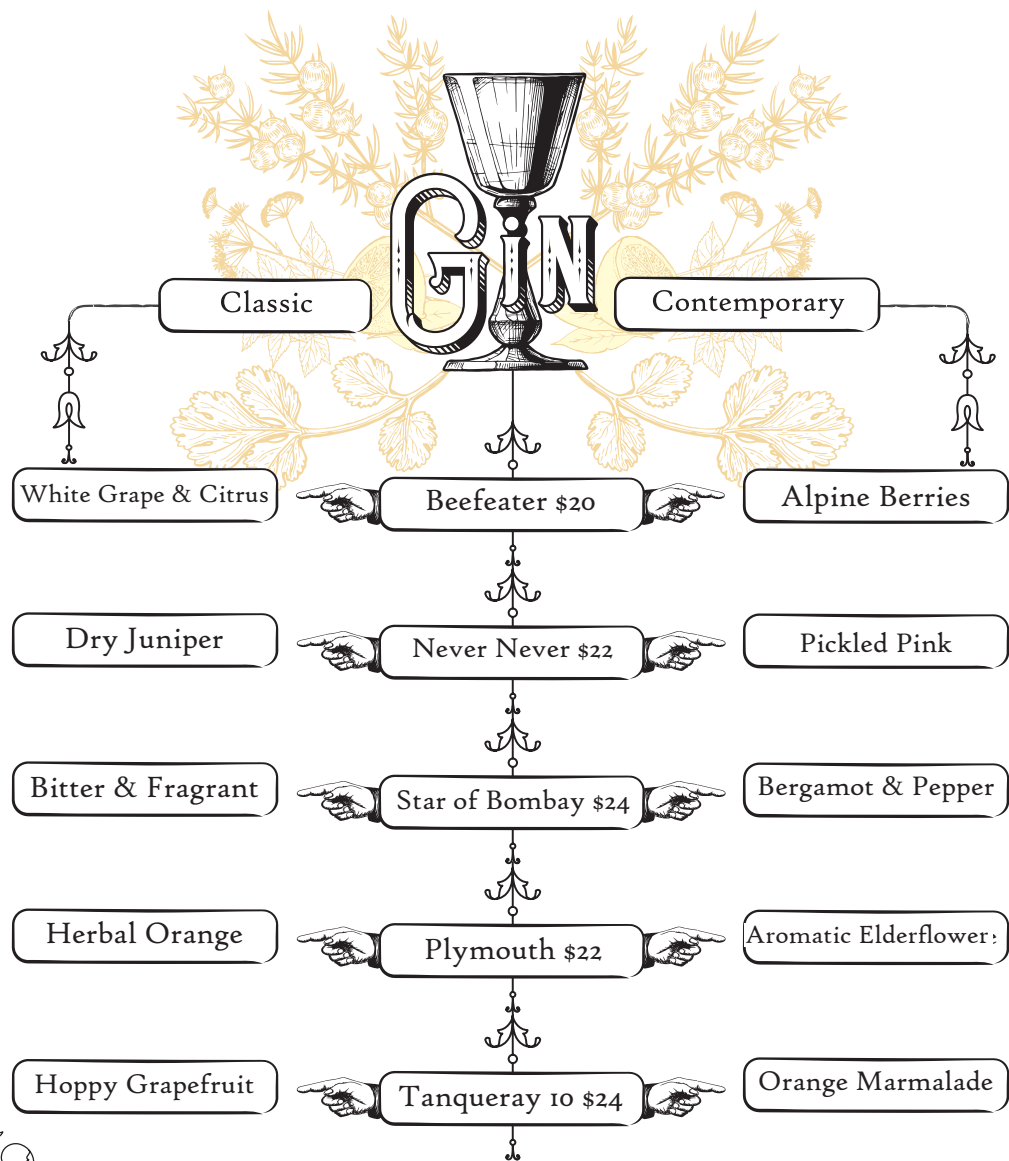 GIN
Classic
Contemporary
White Grape & Citrus
Beefeater $20
Alpine Berries
Dry Juniper
Never Never $22
Pickled Pink
Bitter & Fragrant
Star of Bombay $24
Bergamot & Pepper
Herbal Orange
Plymouth $22
Aromatic Elderflower
Hoppy Grapefruit
Tanqueray 10 $24
Orange Marmalade